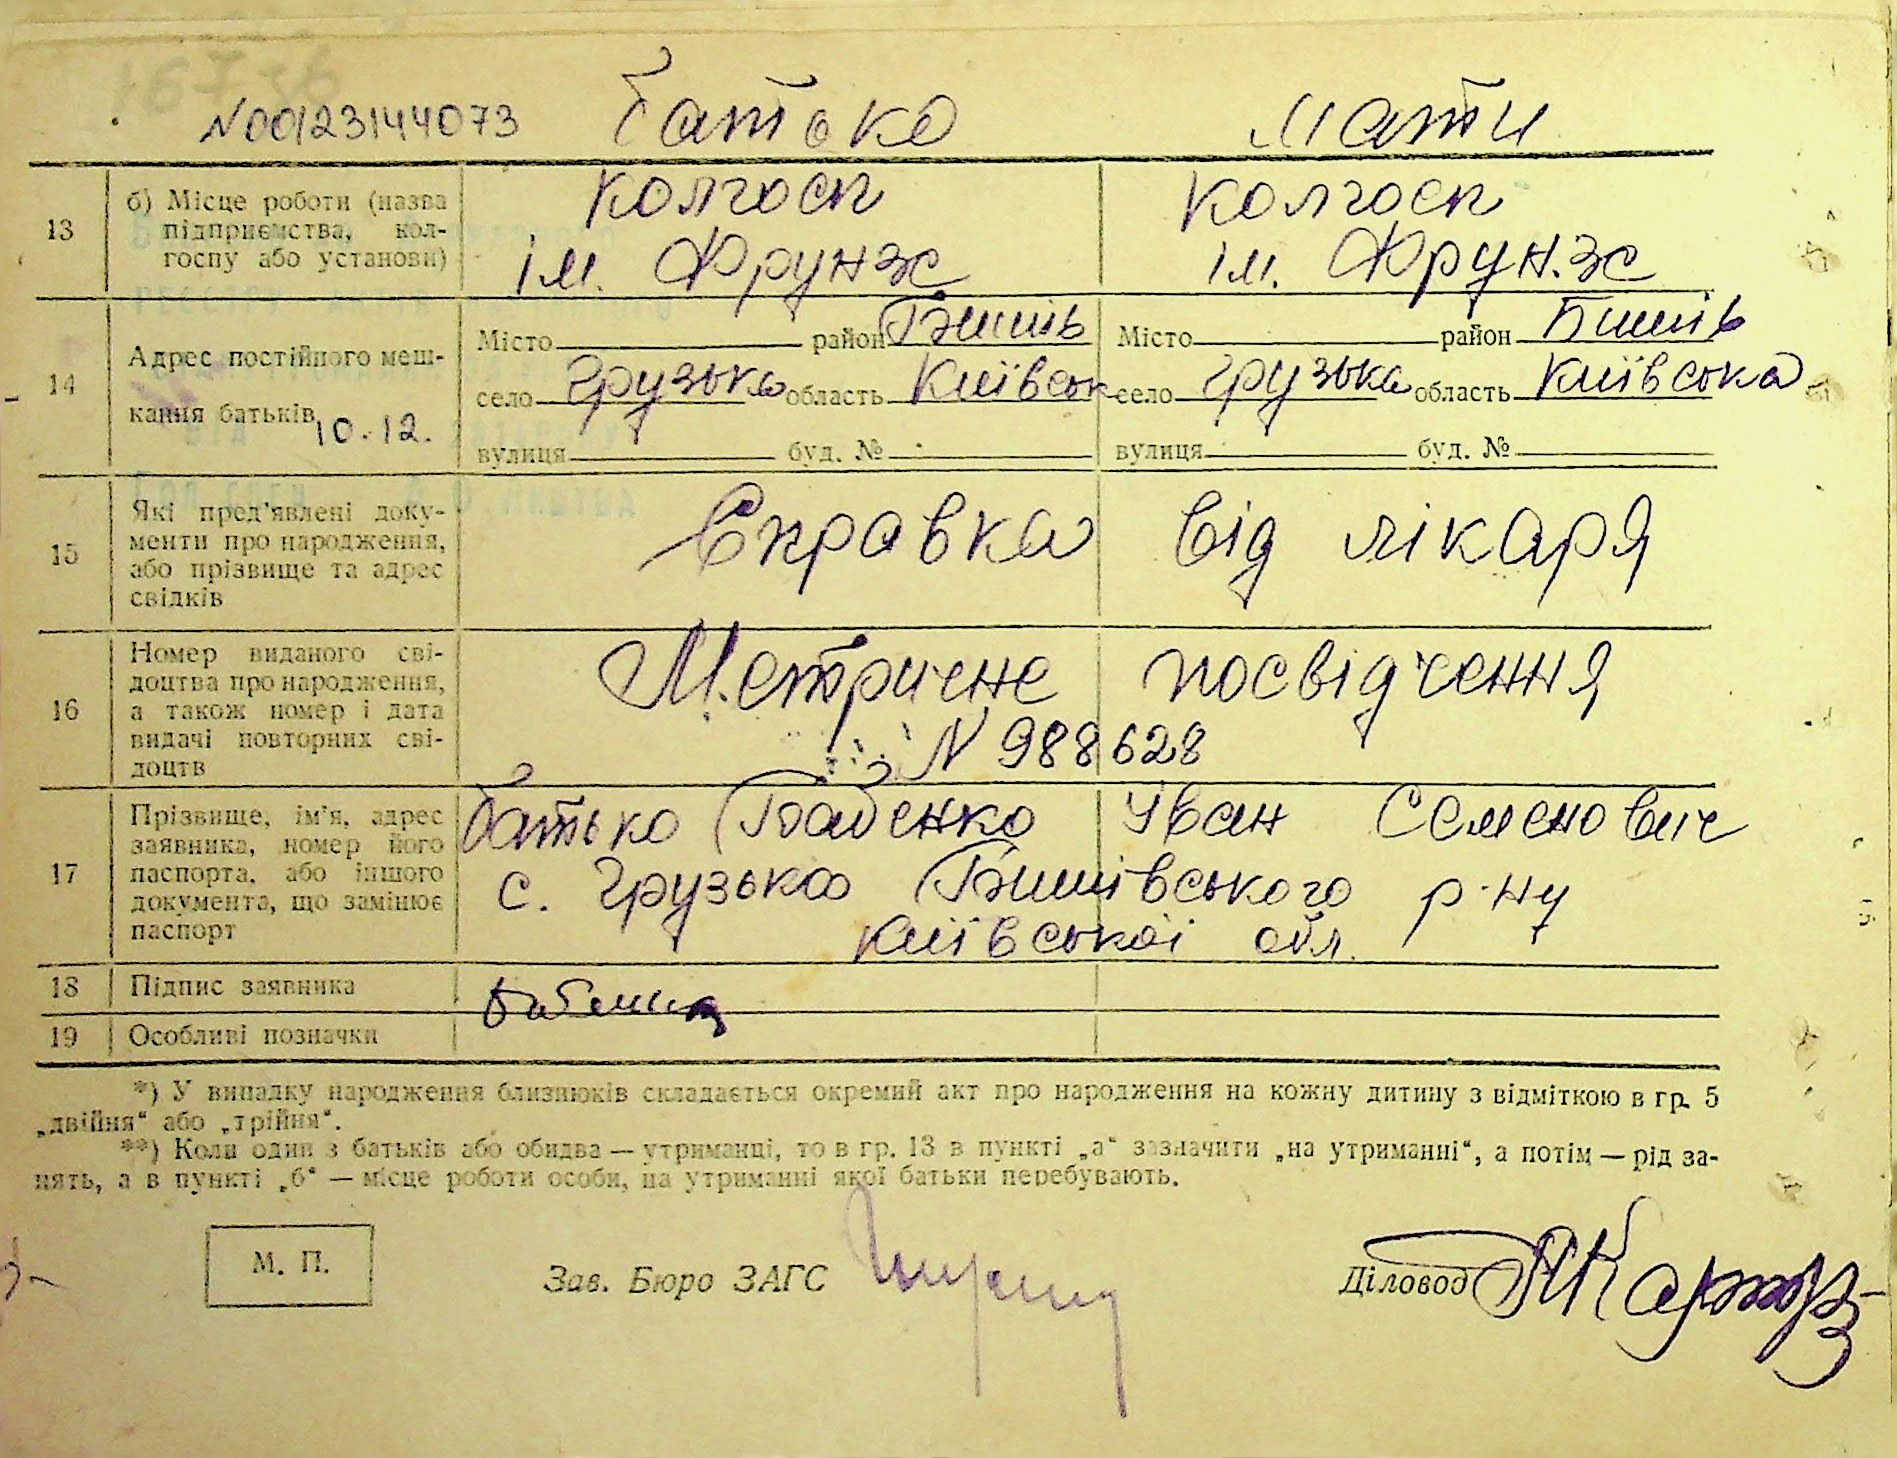 N00123144073 батько мати
13 б) Місце роботи (назва підприємства, колгоспу або установи) колгосп ім. Фрунзе колгосп ім. Фрунзе
14 Адрес постійного мешкання батьків 10.12.
Місто район Бишів Місто район Бишів
село Грузька область Київськ село Грузька область Київська
вулиця буд. № вулиця буд. №
15 Які пред'явлені документи про народження, або прізвище та адрес свідків Справка від лікаря
16 Номер виданого свідоцтва про народження, а також номер і дата видачі повторних свідоцтв Метричне посвідчення
N 988628
17 Прізвище, ім'я, адрес заявника, номер його паспорта, або іншого документа, що замінює паспорт батько Бабенко Іван Семенович
с. Грузька Бишівського р-ну
Київської обл.
18 Підпис заявника Бабенко
19 Особливі позначки
*) У випадку народження близнюків складається окремий акт про народження на кожну дитину з відміткою в гр. 5
„двійня“ або „трійня“.
**) Коли один з батьків або обидва — утриманці, то в гр. 13 в пункті „а“ зазначити „на утриманні“, а потім — рід за-
нять, а в пункті „б“ — місце роботи особи, на утриманні якої батьки перебувають.
М. П. Зав. Бюро ЗАГС Діловод